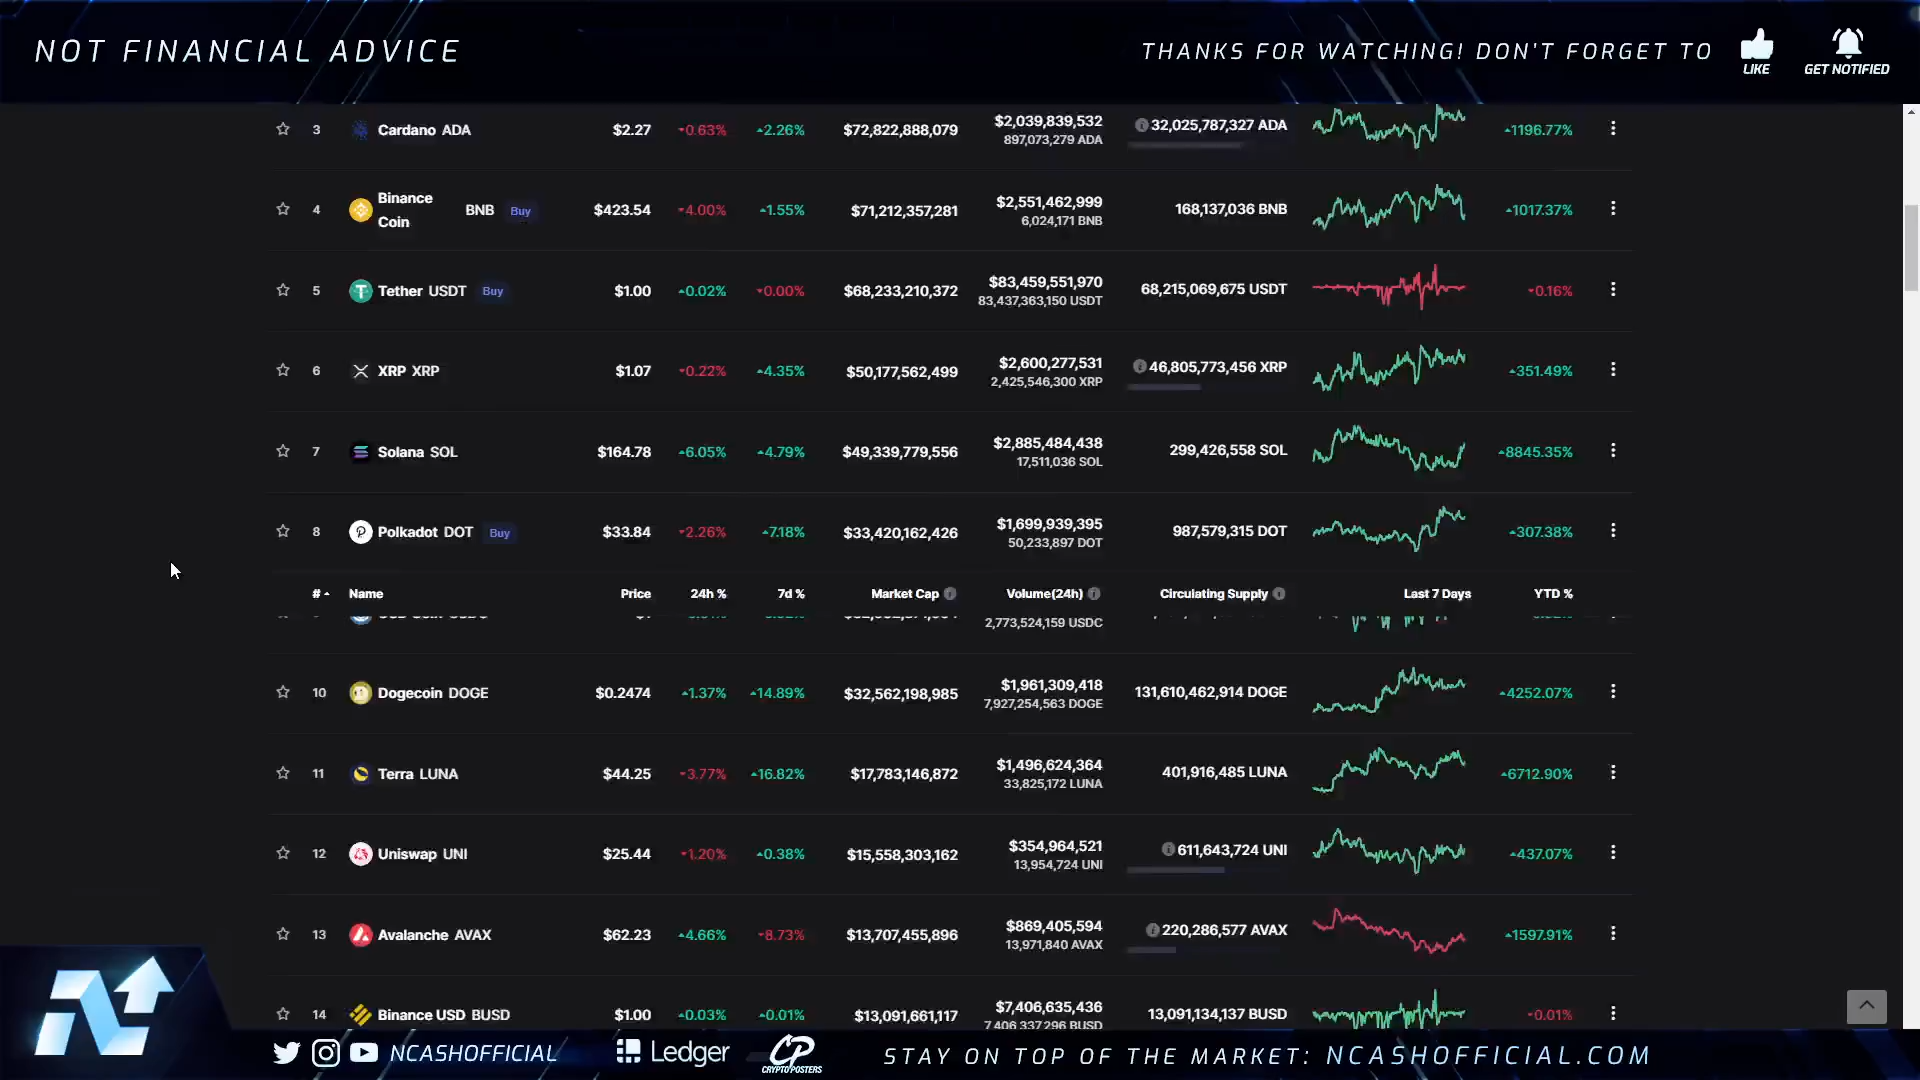 NOT FINANCIAL ADVICE
THANKS FOR WATCHING! DON'T FORGET TO
LIKE
GET NOTIFIED
3 Cardano ADA $2.27 0.63% 2.26% $72,822,888,079 $2,039,839,532 32,025,787,327 ADA 1196.77%
897,073,279 ADA
4 Binance Coin BNB Buy $423.54 4.00% 1.55% $71,212,357,281 $2,551,462,999 168,137,036 BNB 1017.37%
6,024,171 BNB
5 Tether USDT Buy $1.00 0.02% 0.00% $68,233,210,372 $83,459,551,970 68,215,069,675 USDT 0.16%
83,437,363,150 USDT
6 XRP XRP $1.07 0.22% 4.35% $50,177,562,499 $2,600,277,531 46,805,773,456 XRP 351.49%
2,425,546,300 XRP
7 Solana SOL $164.78 6.05% 4.79% $49,339,779,556 $2,885,484,438 299,426,558 SOL 8845.35%
17,511,036 SOL
8 Polkadot DOT Buy $33.84 2.26% 7.18% $33,420,162,426 $1,699,939,395 987,579,315 DOT 307.38%
50,233,897 DOT
# Name Price 24h % 7d % Market Cap Volume(24h) Circulating Supply Last 7 Days YTD %
2,773,524,159 USDC
10 Dogecoin DOGE $0.2474 1.37% 14.89% $32,562,198,985 $1,961,309,418 131,610,462,914 DOGE 4252.07%
7,927,254,563 DOGE
11 Terra LUNA $44.25 3.77% 16.82% $17,783,146,872 $1,496,624,364 401,916,485 LUNA 6712.90%
33,825,172 LUNA
12 Uniswap UNI $25.44 1.20% 0.38% $15,558,303,162 $354,964,521 611,643,724 UNI 437.07%
13,954,724 UNI
13 Avalanche AVAX $62.23 4.66% 8.73% $13,707,455,896 $869,405,594 220,286,577 AVAX 1597.91%
13,971,840 AVAX
14 Binance USD BUSD $1.00 0.03% 0.01% $13,091,661,117 $7,406,635,436 13,091,134,137 BUSD 0.01%
7,406,337,296 BUSD
NCASHOFFICIAL
Ledger
CP
CRYPTOPOSTERS
STAY ON TOP OF THE MARKET: NCASHOFFICIAL.COM